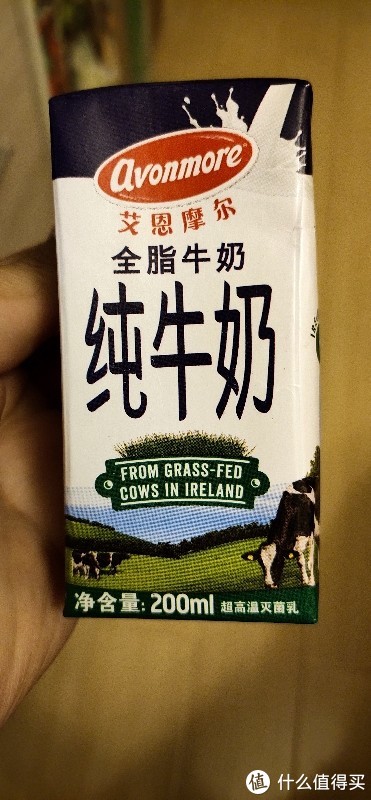 avonmore
艾恩摩尔
全脂牛奶
纯牛奶
FROM GRASS-FED
COWS IN IRELAND
净含量: 200ml 超高温灭菌乳
值 什么值得买